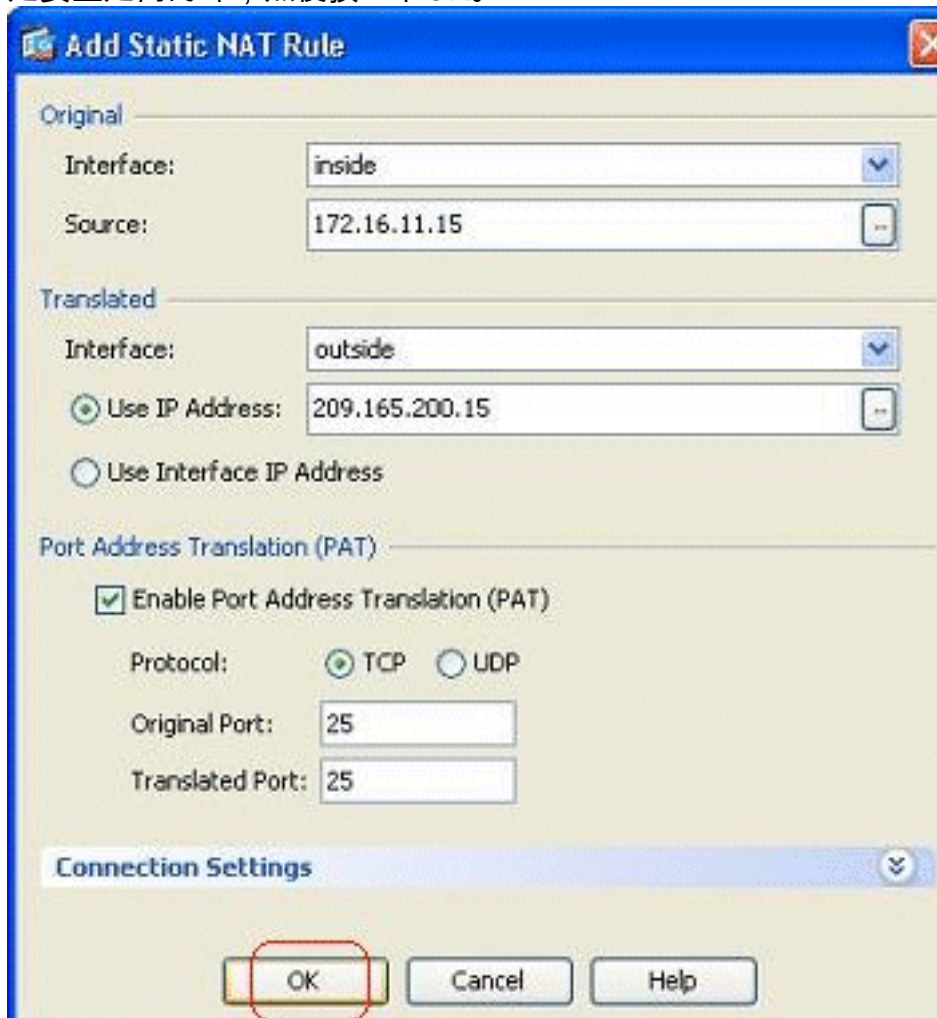 Add Static NAT Rule
Original
Interface: inside
Source: 172.16.11.15
Translated
Interface: outside
Use IP Address: 209.165.200.15
Use Interface IP Address
Port Address Translation (PAT)
Enable Port Address Translation (PAT)
Protocol: TCP UDP
Original Port: 25
Translated Port: 25
Connection Settings
OK Cancel Help